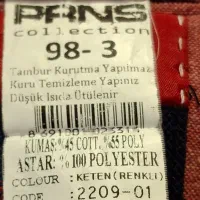 PRNS
collection
98-3
Tambur Kurutma Yapılmaz
Kuru Temizleme Yapınız
Düşük Isıda Ütülenir
KUMAŞ:%45 COTT. %55 POLY
ASTAR: %100 POLYESTER
COLOUR : KETEN(RENKLİ)
CODE : 2209-01